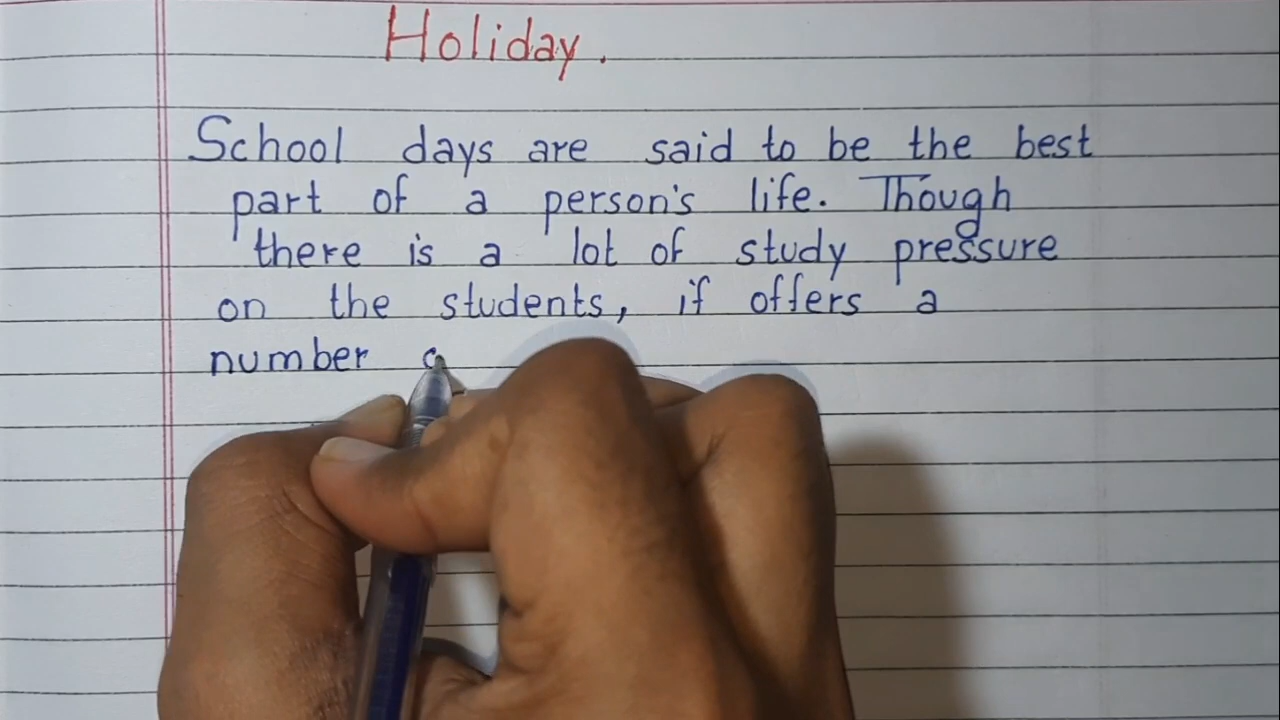 Holiday.
School days are said to be the best
part of a person's life. Though
there is a lot of study pressure
on the students, if offers a
number